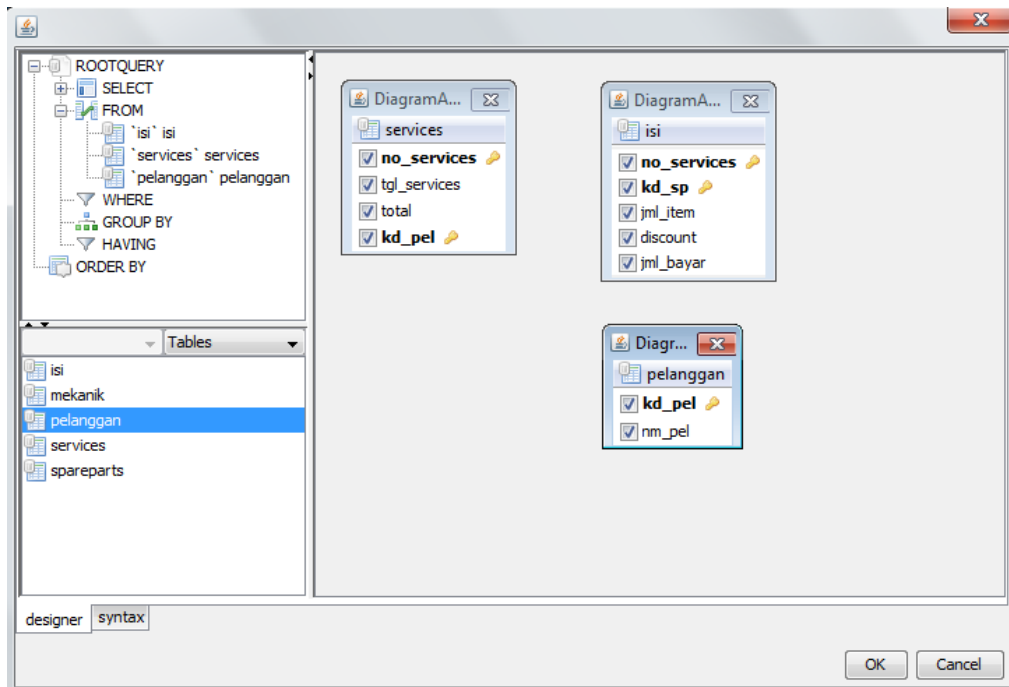 ROOTQUERY
SELECT
FROM
`isi` isi
`services` services
`pelanggan` pelanggan
WHERE
GROUP BY
HAVING
ORDER BY
Tables
isi
mekanik
pelanggan
services
spareparts
designer syntax
DiagramA...
services
no_services
tgl_services
total
kd_pel
DiagramA...
isi
no_services
kd_sp
jml_item
discount
jml_bayar
Diagr...
pelanggan
kd_pel
nm_pel
OK Cancel